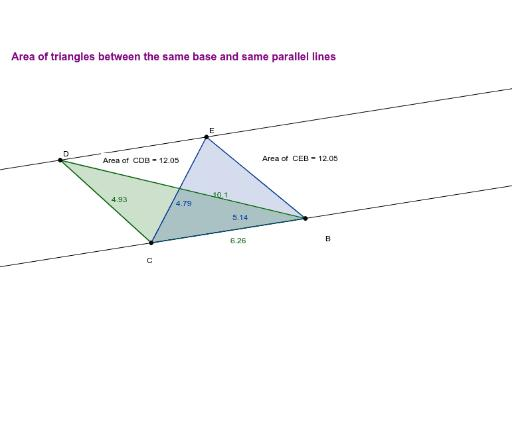 Area of triangles between the same base and same parallel lines
E
D
Area of CDB = 12.05
Area of CEB = 12.05
10.1
4.93
4.79
5.14
6.26
B
C